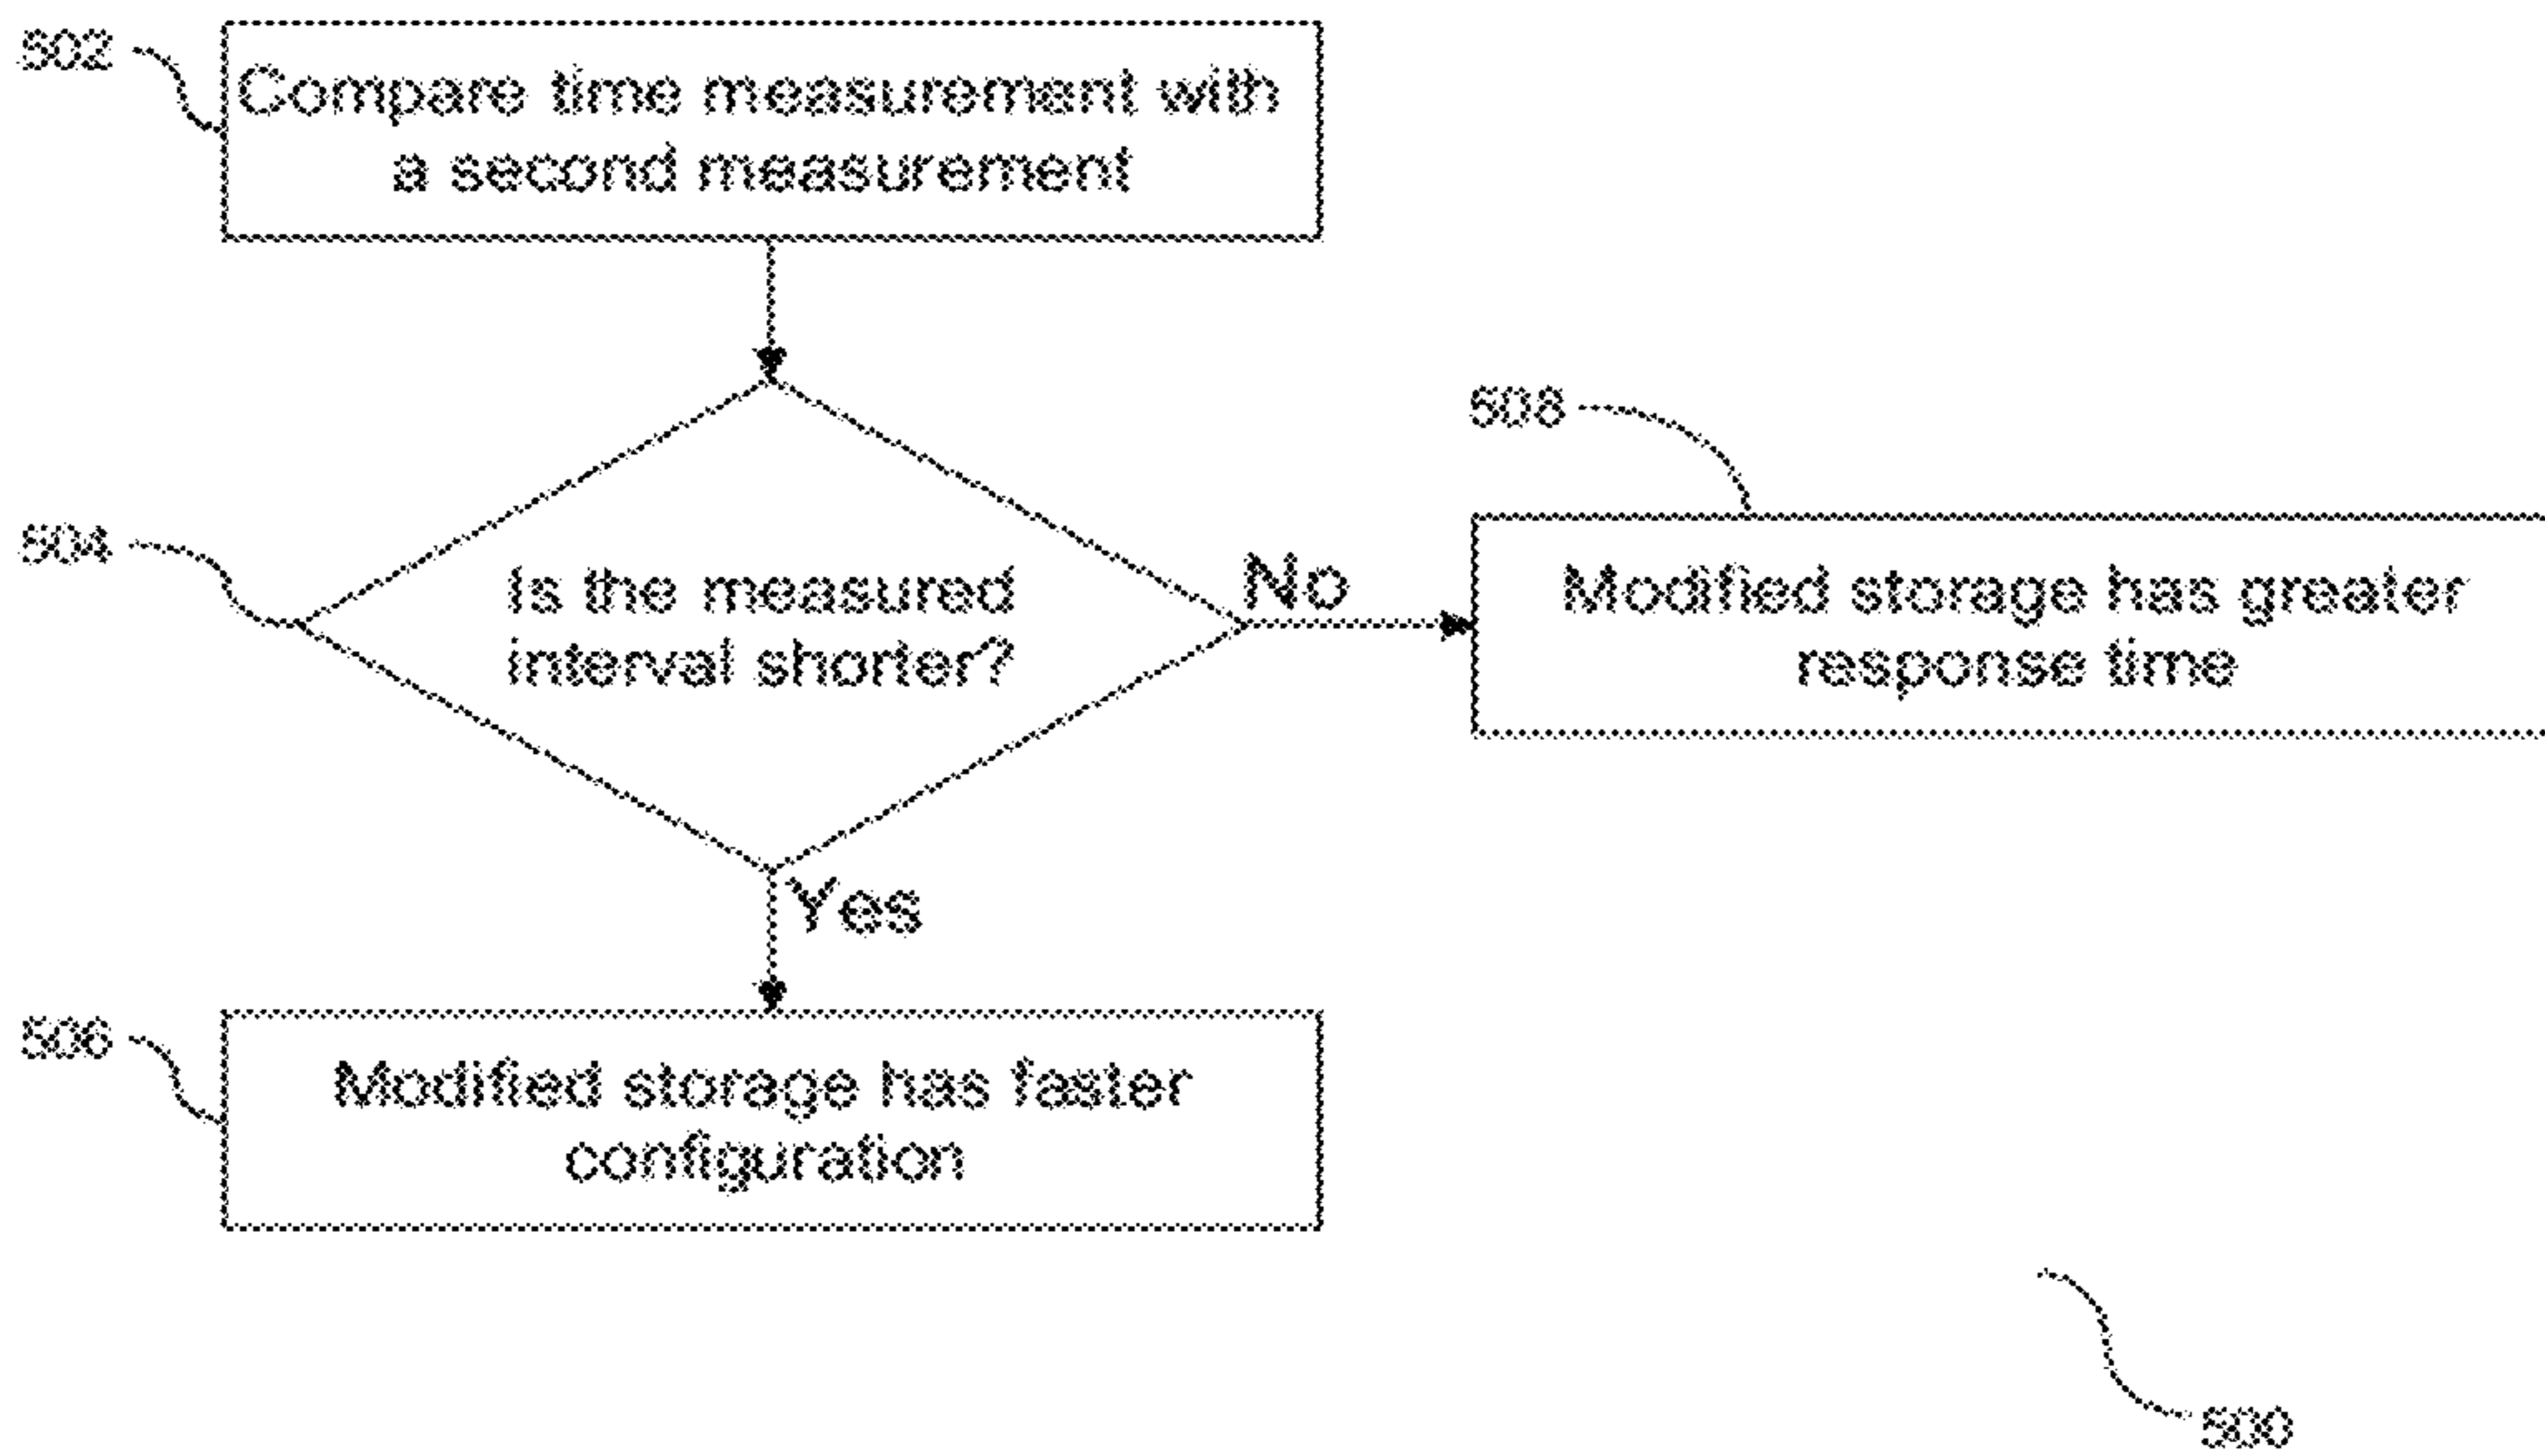 502
Compare time measurement with
a second measurement
508
504
Is the measured
interval shorter?
No
Modified storage has greater
response time
Yes
506
Modified storage has faster
configuration
500